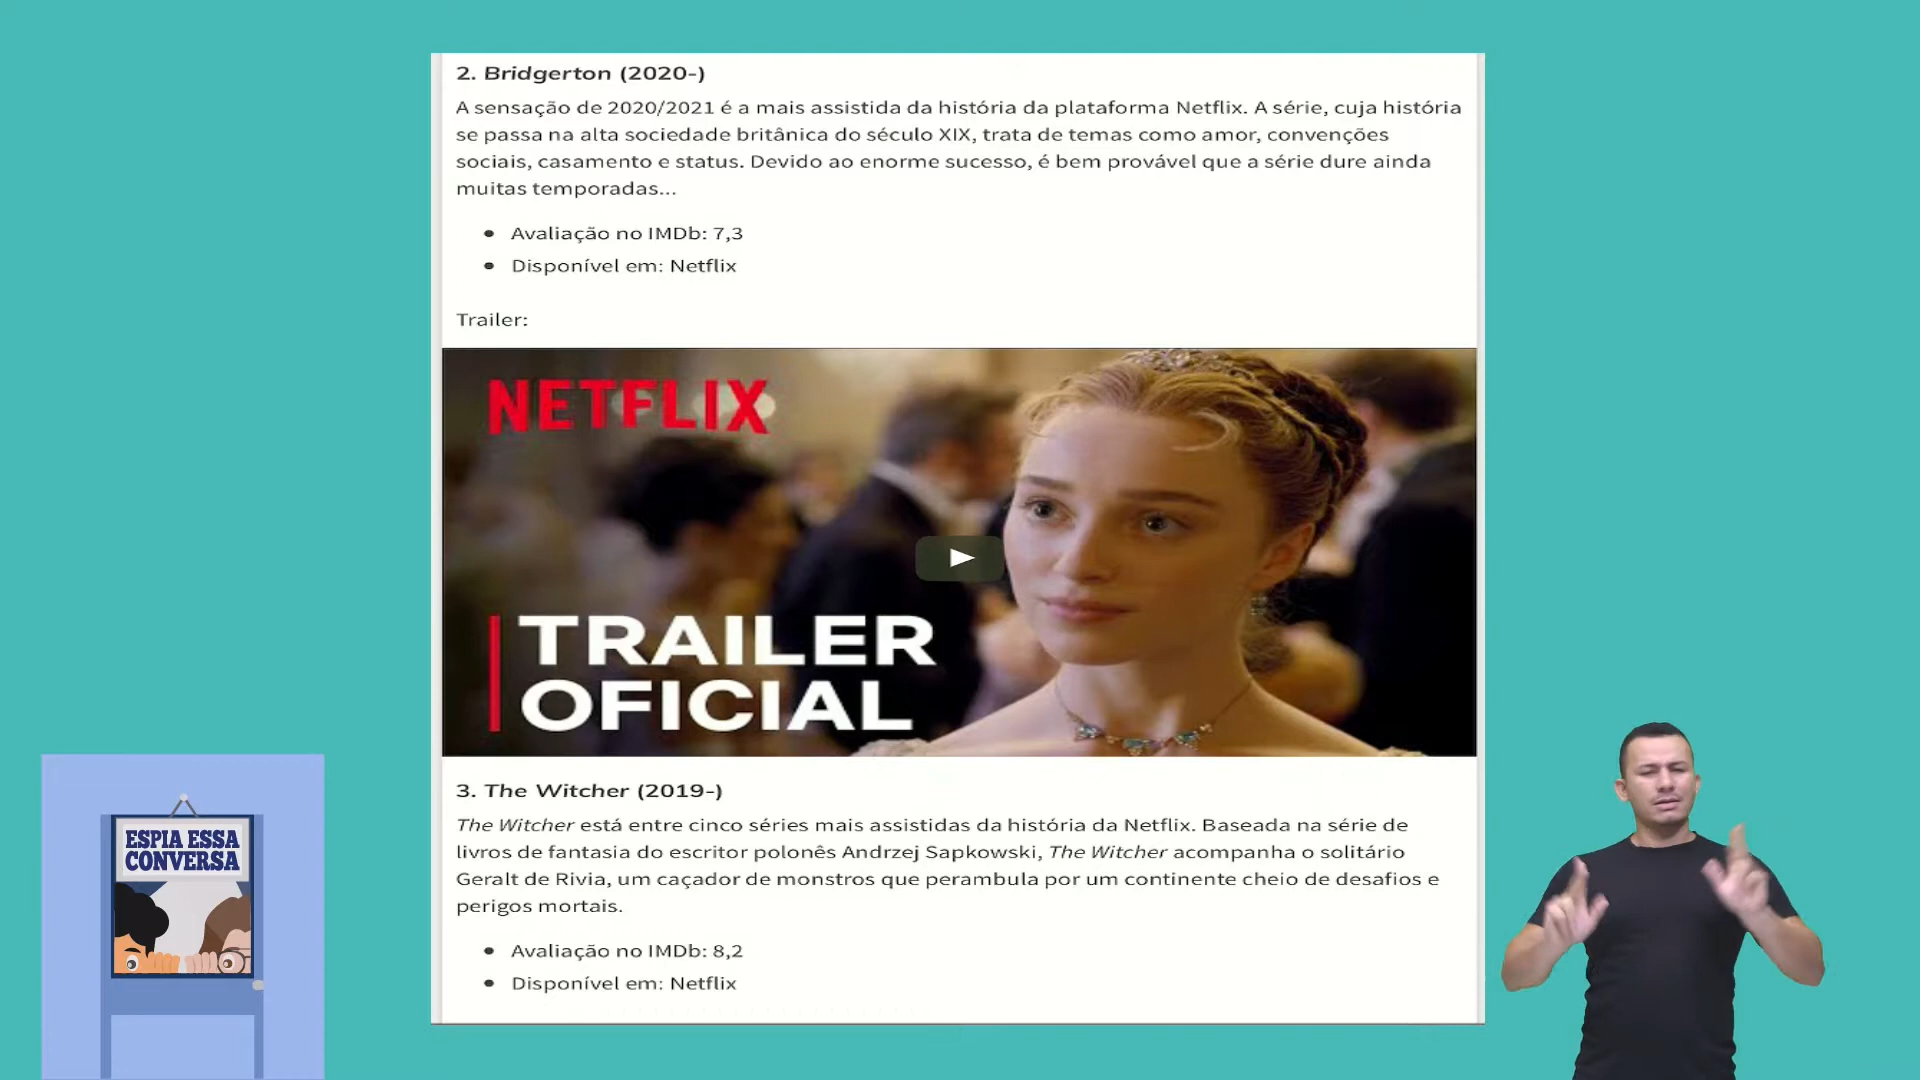 2. Bridgerton (2020-)
A sensação de 2020/2021 é a mais assistida da história da plataforma Netflix. A série, cuja história
se passa na alta sociedade britânica do século XIX, trata de temas como amor, convenções
sociais, casamento e status. Devido ao enorme sucesso, é bem provável que a série dure ainda
muitas temporadas...
• Avaliação no IMDb: 7,3
• Disponível em: Netflix
Trailer:
NETFLIX
TRAILER
OFICIAL
3. The Witcher (2019-)
The Witcher está entre cinco séries mais assistidas da história da Netflix. Baseada na série de
livros de fantasia do escritor polonês Andrzej Sapkowski, The Witcher acompanha o solitário
Geralt de Rivia, um caçador de monstros que perambula por um continente cheio de desafios e
perigos mortais.
• Avaliação no IMDb: 8,2
• Disponível em: Netflix
ESPIA ESSA
CONVERSA